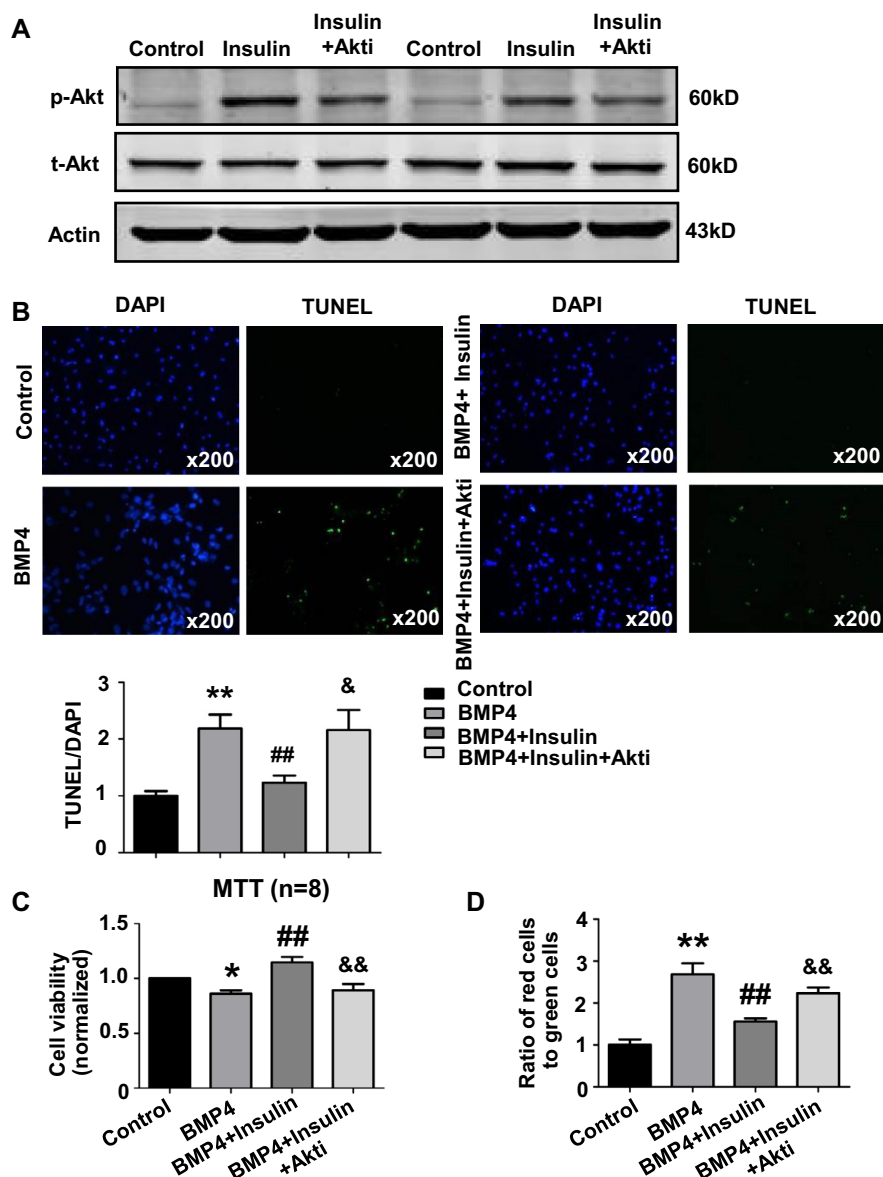 A
Control Insulin Insulin +Akti Control Insulin Insulin +Akti
p-Akt 60kD
t-Akt 60kD
Actin 43kD
B
DAPI TUNEL DAPI TUNEL
Control x200 x200 BMP4+ Insulin x200 x200
BMP4 x200 x200 BMP4+Insulin+Akti x200 x200
TUNEL/DAPI
3
2
1
0
**
##
&
Control
BMP4
BMP4+Insulin
BMP4+Insulin+Akti
C
MTT (n=8)
Cell viability
(normalized)
1.5
1.0
0.5
0
*
##
&&
Control
BMP4
BMP4+Insulin
BMP4+Insulin
+Akti
D
Ratio of red cells
to green cells
4
3
2
1
0
**
##
&&
Control
BMP4
BMP4+Insulin
BMP4+Insulin
+Akti